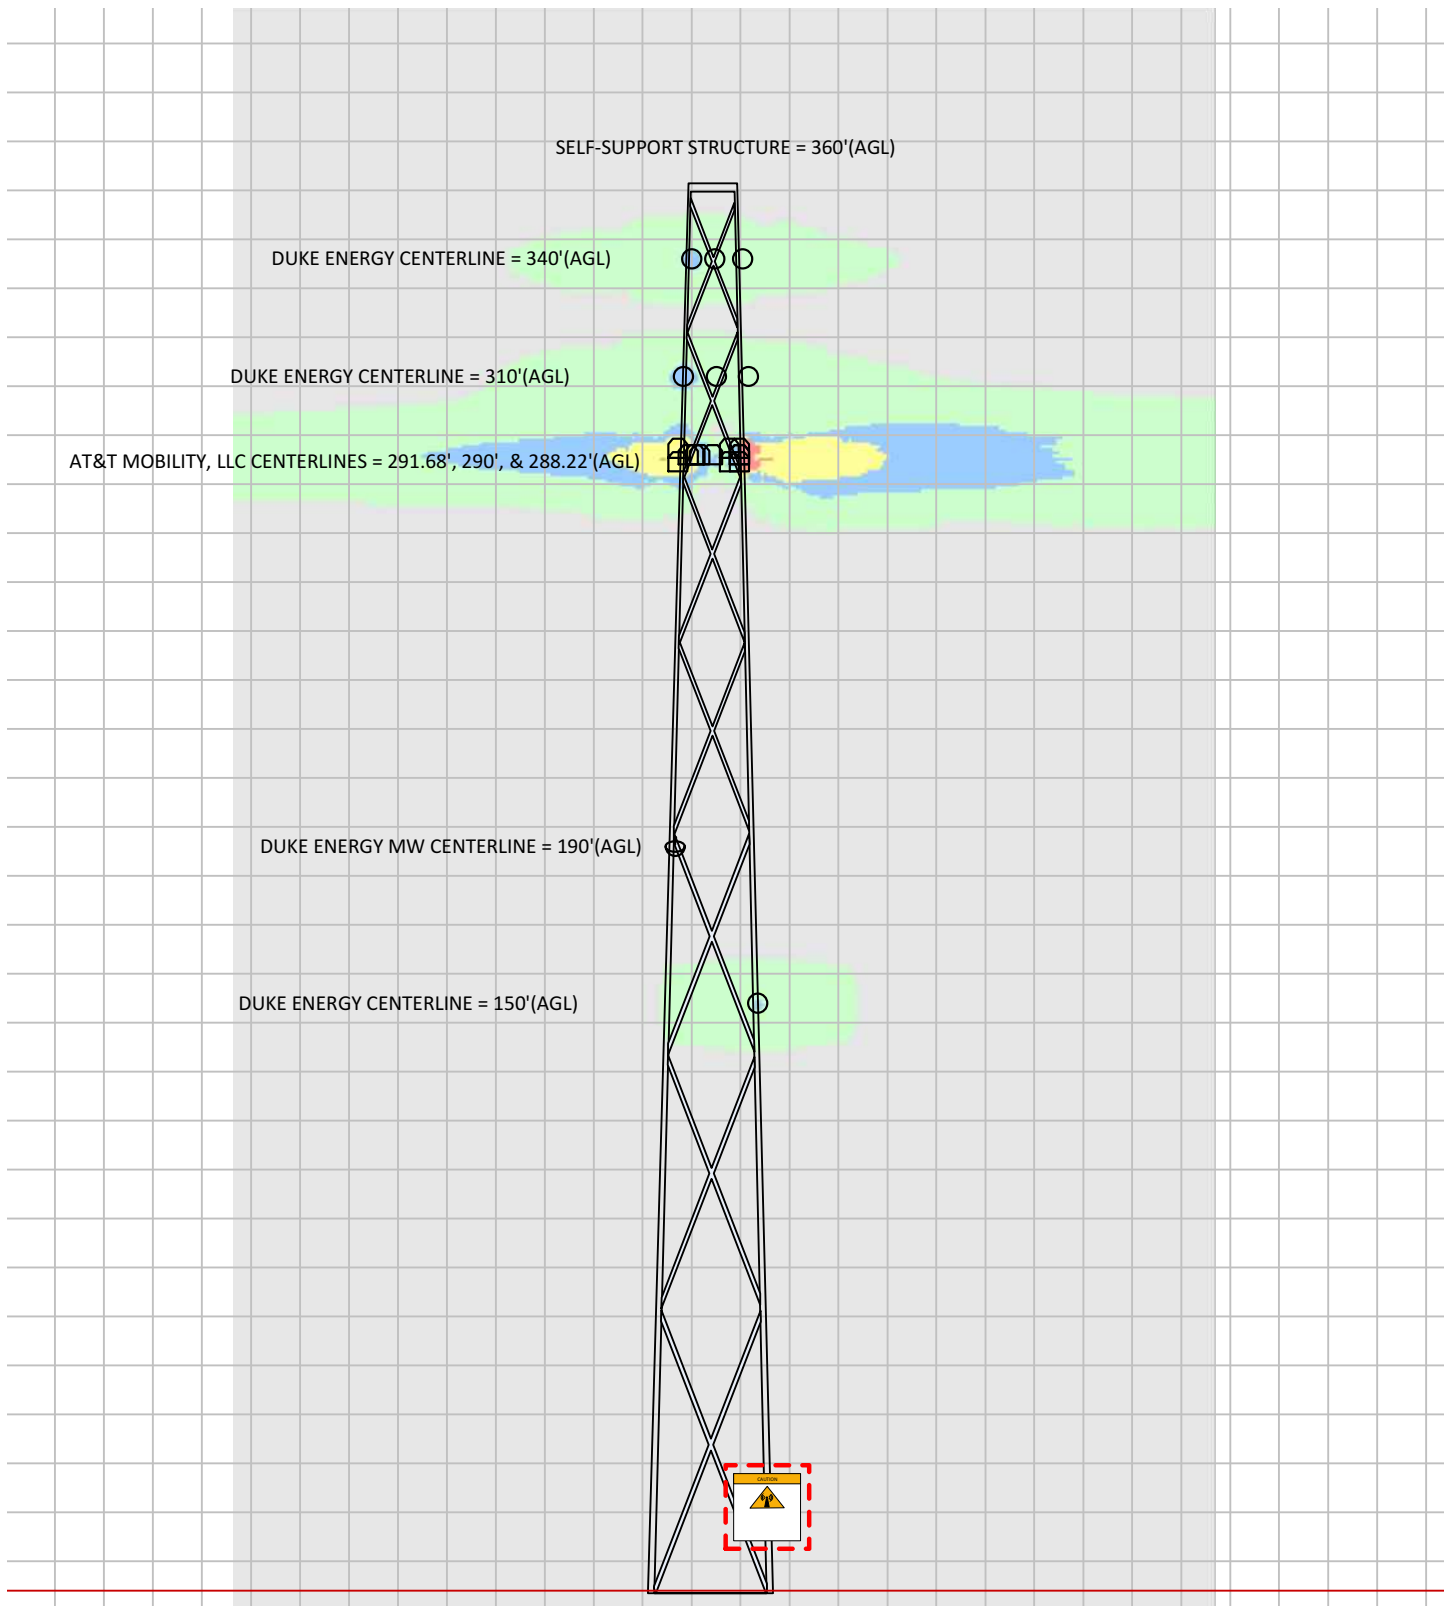 SELF-SUPPORT STRUCTURE = 360'(AGL)
DUKE ENERGY CENTERLINE = 340'(AGL)
DUKE ENERGY CENTERLINE = 310'(AGL)
AT&T MOBILITY, LLC CENTERLINES = 291.68', 290', & 288.22'(AGL)
DUKE ENERGY MW CENTERLINE = 190'(AGL)
DUKE ENERGY CENTERLINE = 150'(AGL)
CAUTION